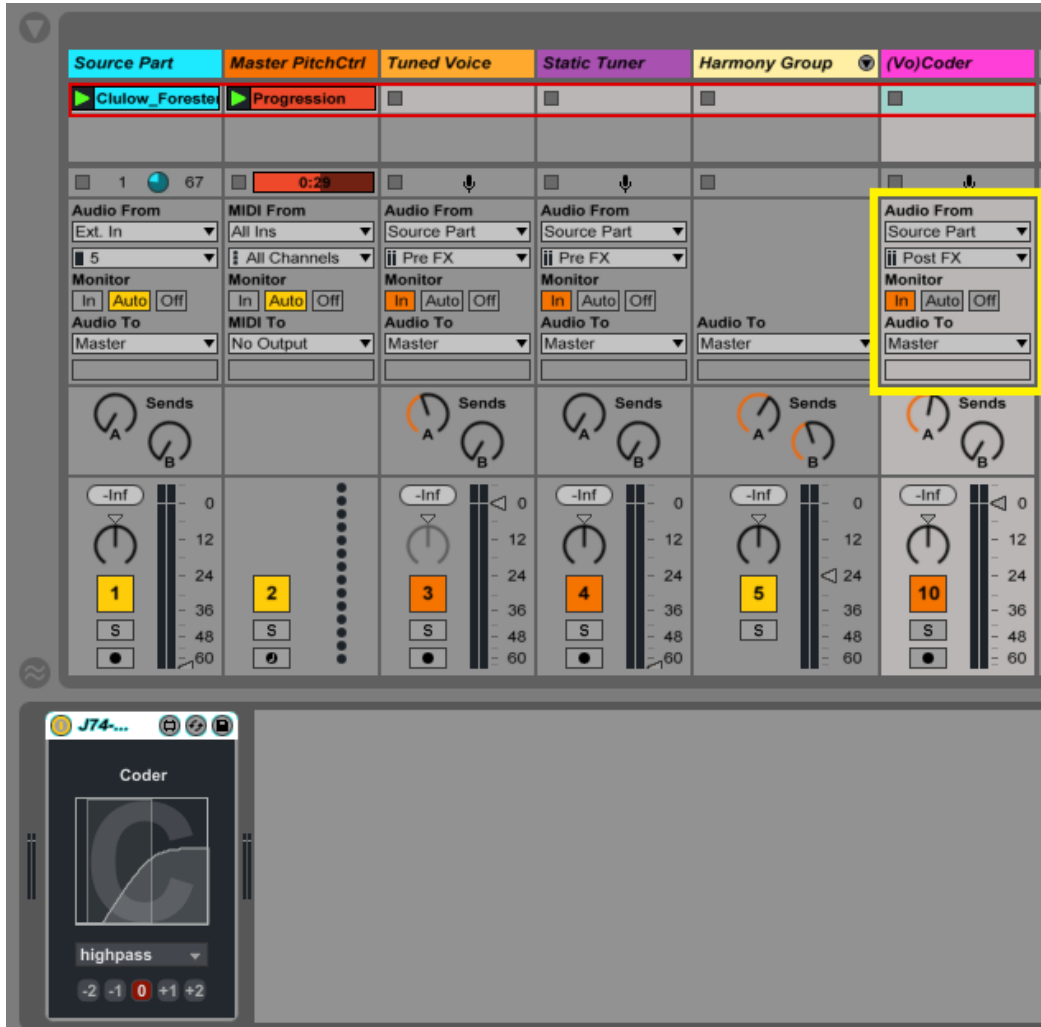 Source Part
Master PitchCtrl
Tuned Voice
Static Tuner
Harmony Group
(Vo)Coder
Clulow_Forester
Progression
1 67
0:29
Audio From
MIDI From
Audio From
Audio From
Audio From
Ext. In
All Ins
Source Part
Source Part
Source Part
5
All Channels
Pre FX
Pre FX
Post FX
Monitor
Monitor
Monitor
Monitor
Monitor
In Auto Off
In Auto Off
In Auto Off
In Auto Off
In Auto Off
Audio To
MIDI To
Audio To
Audio To
Audio To
Audio To
Master
No Output
Master
Master
Master
Master
Sends
Sends
Sends
Sends
Sends
A
A
A
A
A
B
B
B
B
B
-Inf
-Inf
-Inf
-Inf
-Inf
0
0
0
0
0
12
12
12
12
12
24
24
24
24
24
1
2
3
4
5
10
36
36
36
36
36
S
S
S
S
S
S
48
48
48
48
48
60
60
60
60
60
J74-...
Coder
C
highpass
-2 -1 0 +1 +2